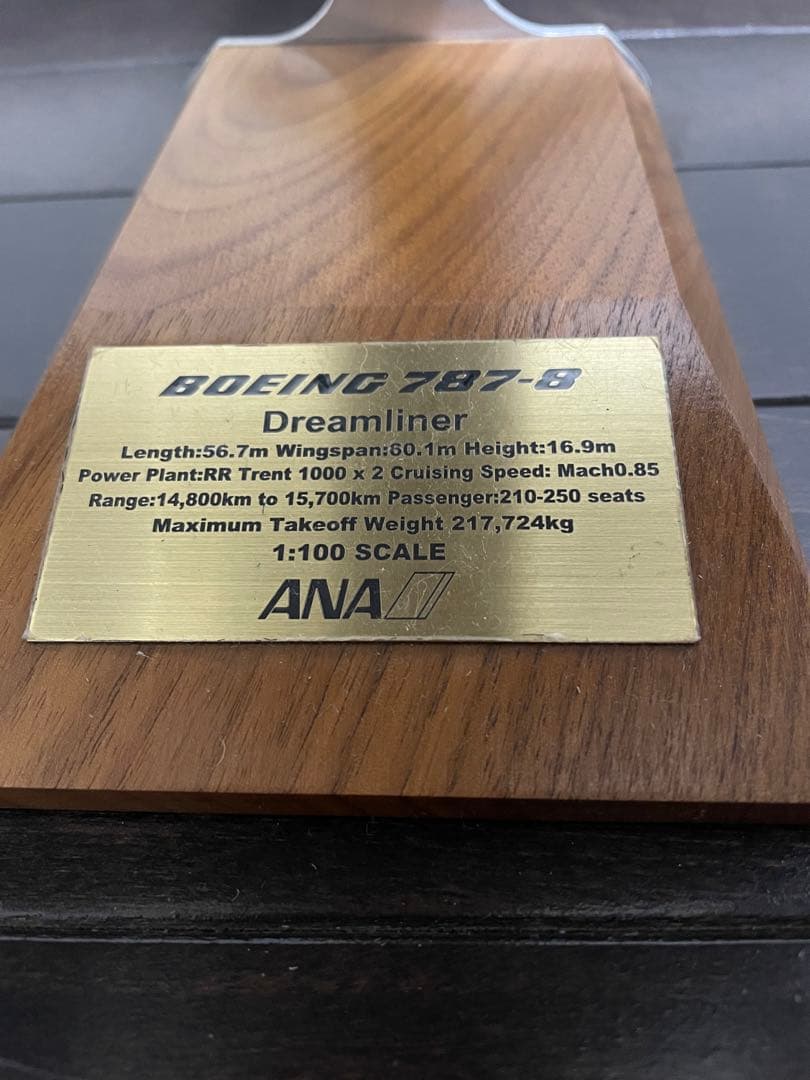 BOEING 787-8
Dreamliner
Length:56.7m Wingspan:60.1m Height:16.9m
Power Plant:RR Trent 1000 x 2 Cruising Speed: Mach0.85
Range:14,800km to 15,700km Passenger:210-250 seats
Maximum Takeoff Weight 217,724kg
1:100 SCALE
ANA